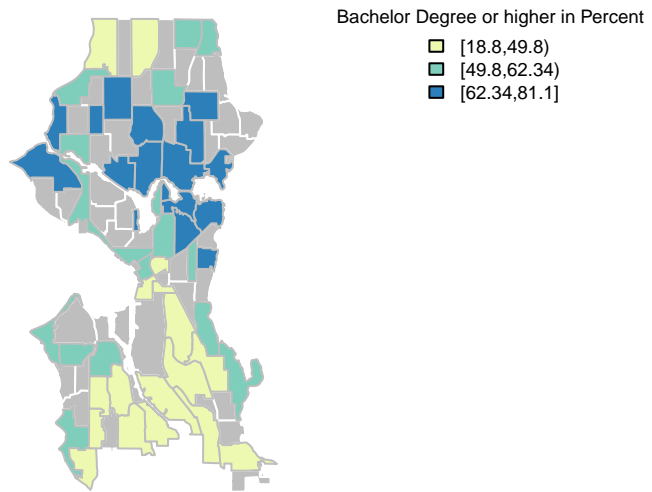 Bachelor Degree or higher in Percent
[18.8,49.8)
[49.8,62.34)
[62.34,81.1]